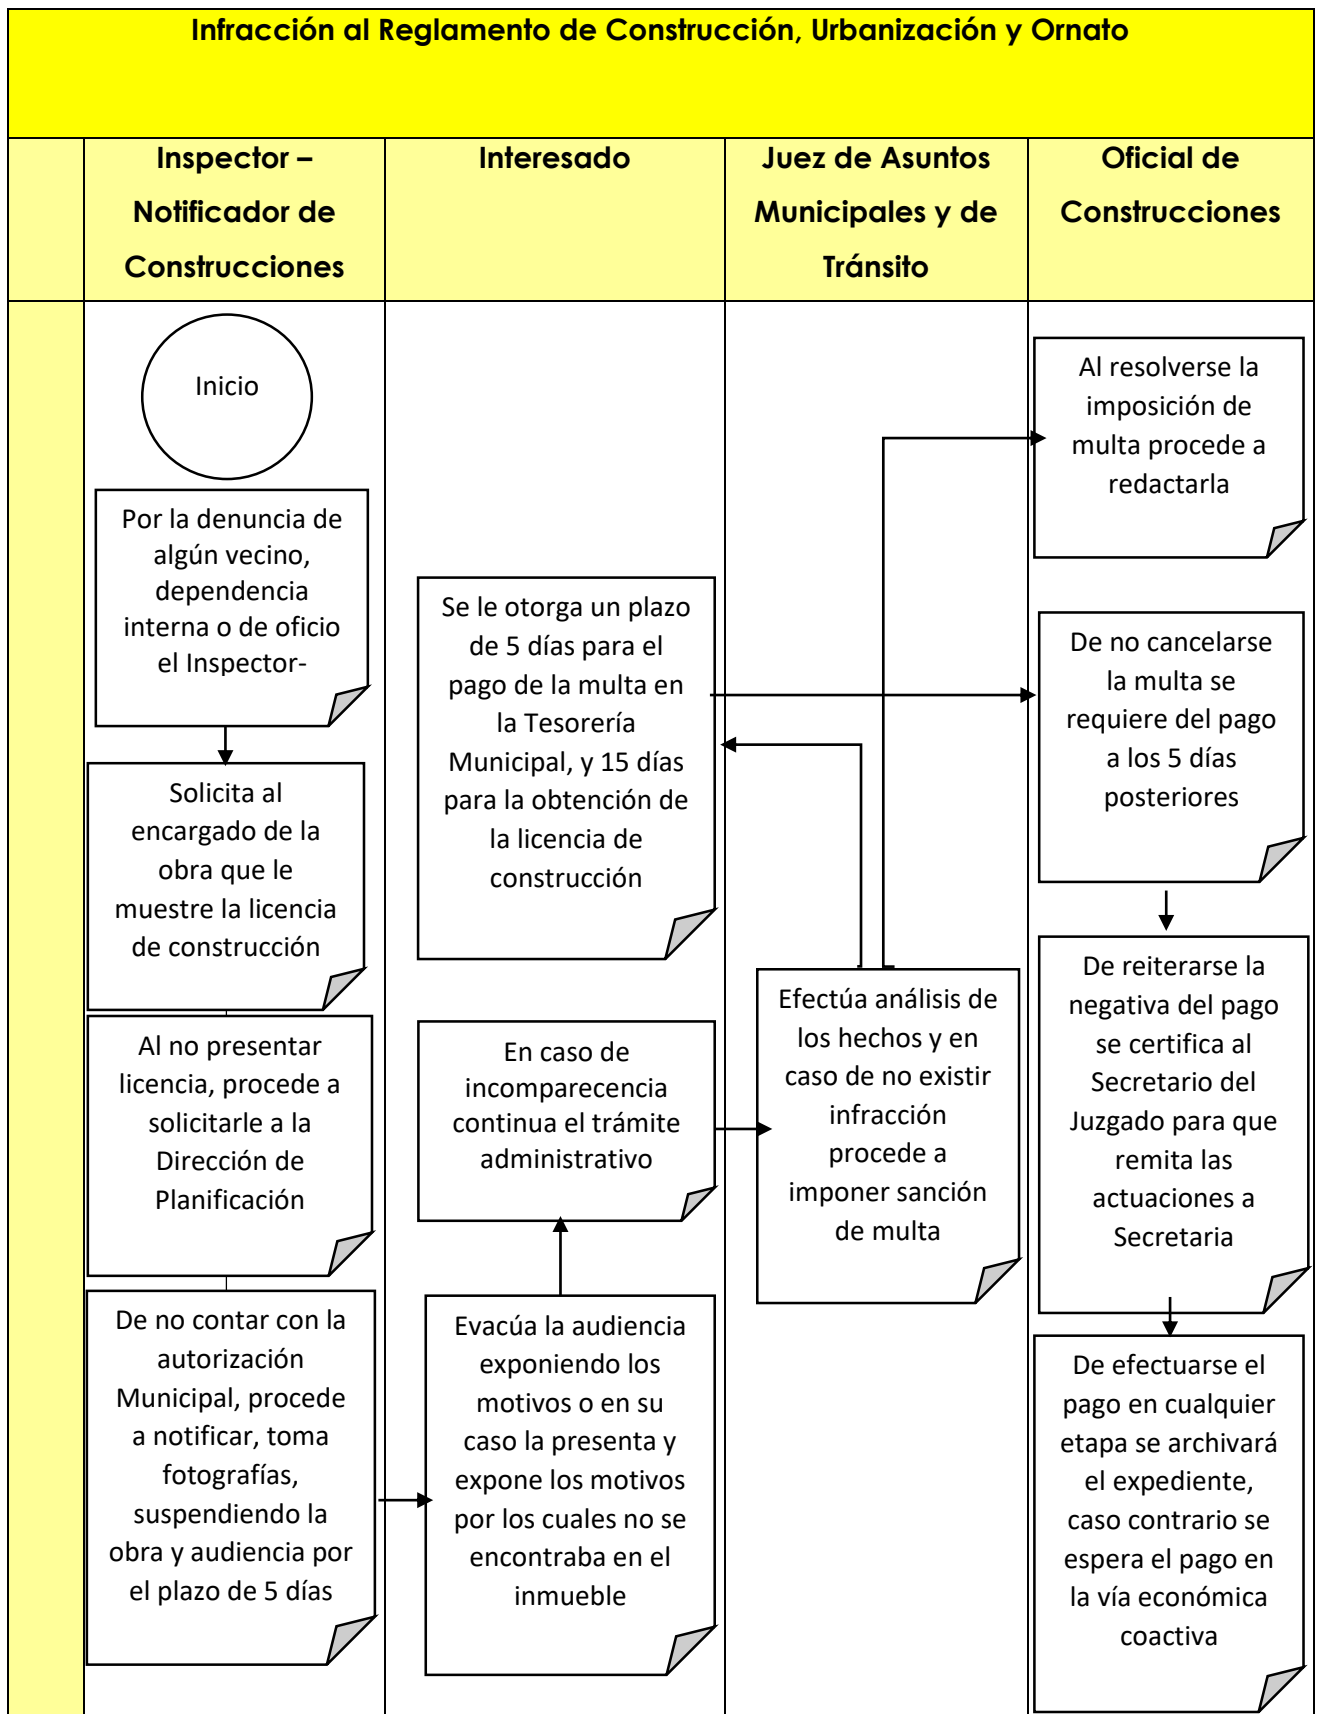 Infracción al Reglamento de Construcción, Urbanización y Ornato
Inspector –
Notificador de
Construcciones
Interesado
Juez de Asuntos
Municipales y de
Tránsito
Oficial de
Construcciones
Inicio
Por la denuncia de
algún vecino,
dependencia
interna o de oficio
el Inspector-
Solicita al
encargado de la
obra que le
muestre la licencia
de construcción
Al no presentar
licencia, procede a
solicitarle a la
Dirección de
Planificación
De no contar con la
autorización
Municipal, procede
a notificar, toma
fotografías,
suspendiendo la
obra y audiencia por
el plazo de 5 días
Se le otorga un plazo
de 5 días para el
pago de la multa en
la Tesorería
Municipal, y 15 días
para la obtención de
la licencia de
construcción
En caso de
incomparecencia
continua el trámite
administrativo
Evacúa la audiencia
exponiendo los
motivos o en su
caso la presenta y
expone los motivos
por los cuales no se
encontraba en el
inmueble
Efectúa análisis de
los hechos y en
caso de no existir
infracción
procede a
imponer sanción
de multa
Al resolverse la
imposición de
multa procede a
redactarla
De no cancelarse
la multa se
requiere del pago
a los 5 días
posteriores
De reiterarse la
negativa del pago
se certifica al
Secretario del
Juzgado para que
remita las
actuaciones a
Secretaria
De efectuarse el
pago en cualquier
etapa se archivará
el expediente,
caso contrario se
espera el pago en
la vía económica
coactiva